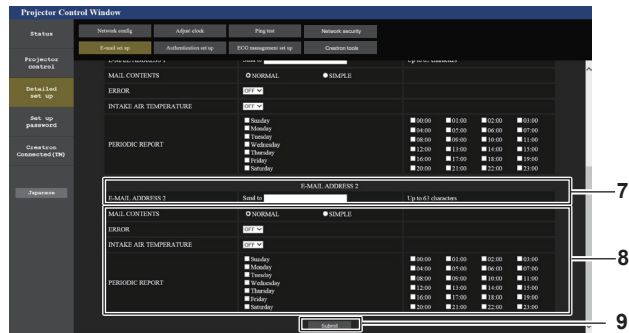 Projector Control Window
Status
Network config
Adjust clock
Ping test
Network security
E-mail set up
Authentication set up
ECO management set up
Crestron tools
Projector
control
Detailed
set up
Set up
password
Crestron
Connected(TM)
Japanese
E-MAIL ADDRESS 1 Send to Up to 63 characters
MAIL CONTENTS NORMAL SIMPLE
ERROR OFF
INTAKE AIR TEMPERATURE OFF
PERIODIC REPORT
Sunday 00:00 01:00 02:00 03:00
Monday 04:00 05:00 06:00 07:00
Tuesday 08:00 09:00 10:00 11:00
Wednesday 12:00 13:00 14:00 15:00
Thursday 16:00 17:00 18:00 19:00
Friday 20:00 21:00 22:00 23:00
Saturday
E-MAIL ADDRESS 2
E-MAIL ADDRESS 2 Send to Up to 63 characters
7
MAIL CONTENTS NORMAL SIMPLE
ERROR OFF
INTAKE AIR TEMPERATURE OFF
8
PERIODIC REPORT
Sunday 00:00 01:00 02:00 03:00
Monday 04:00 05:00 06:00 07:00
Tuesday 08:00 09:00 10:00 11:00
Wednesday 12:00 13:00 14:00 15:00
Thursday 16:00 17:00 18:00 19:00
Friday 20:00 21:00 22:00 23:00
Saturday
Submit
9